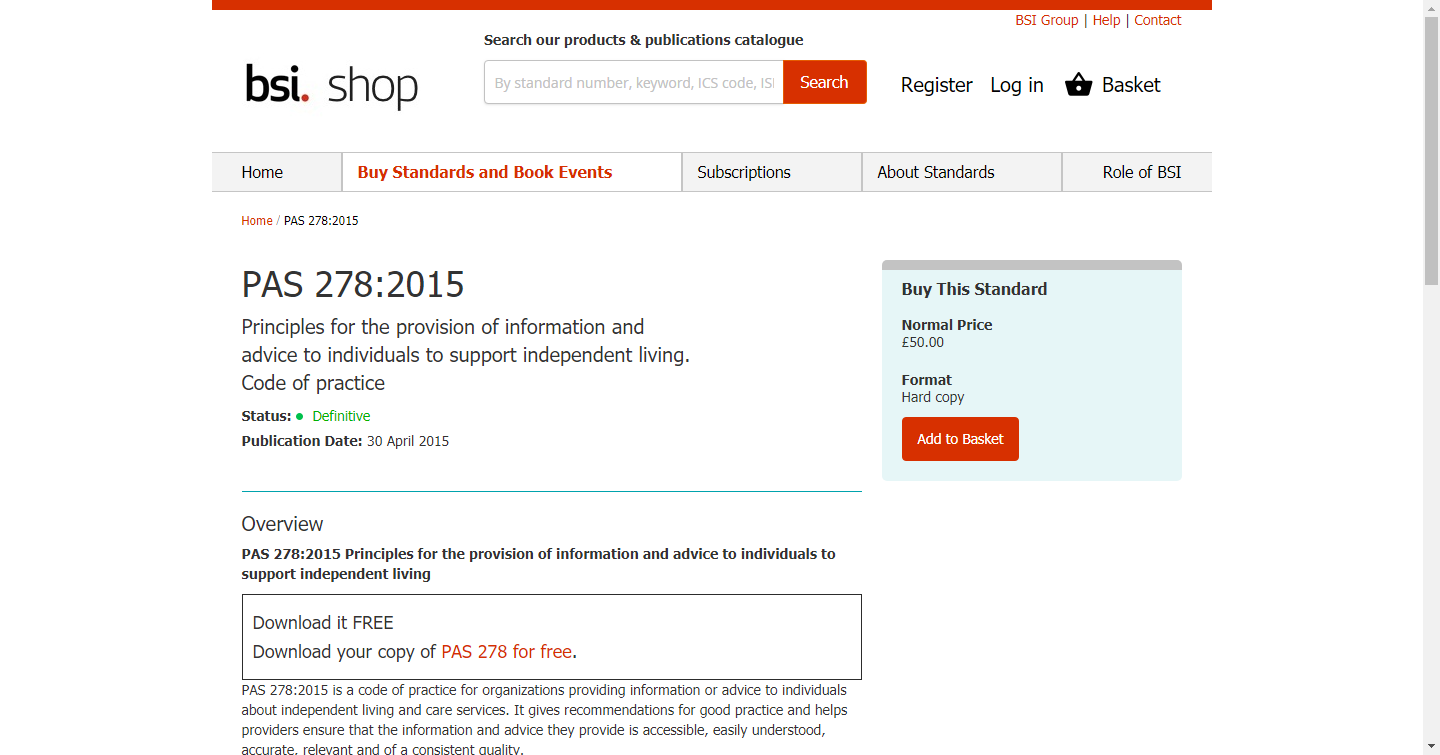 BSI Group | Help | Contact
Search our products & publications catalogue
bsi. shop
By standard number, keyword, ICS code, ISI
Search
Register Log in Basket
Home
Buy Standards and Book Events
Subscriptions
About Standards
Role of BSI
Home / PAS 278:2015
PAS 278:2015
Principles for the provision of information and
advice to individuals to support independent living.
Code of practice
Status: ● Definitive
Publication Date: 30 April 2015
Buy This Standard
Normal Price
£50.00
Format
Hard copy
Add to Basket
Overview
PAS 278:2015 Principles for the provision of information and advice to individuals to
support independent living
Download it FREE
Download your copy of PAS 278 for free.
PAS 278:2015 is a code of practice for organizations providing information or advice to individuals
about independent living and care services. It gives recommendations for good practice and helps
providers ensure that the information and advice they provide is accessible, easily understood,
accurate, relevant and of a consistent quality.